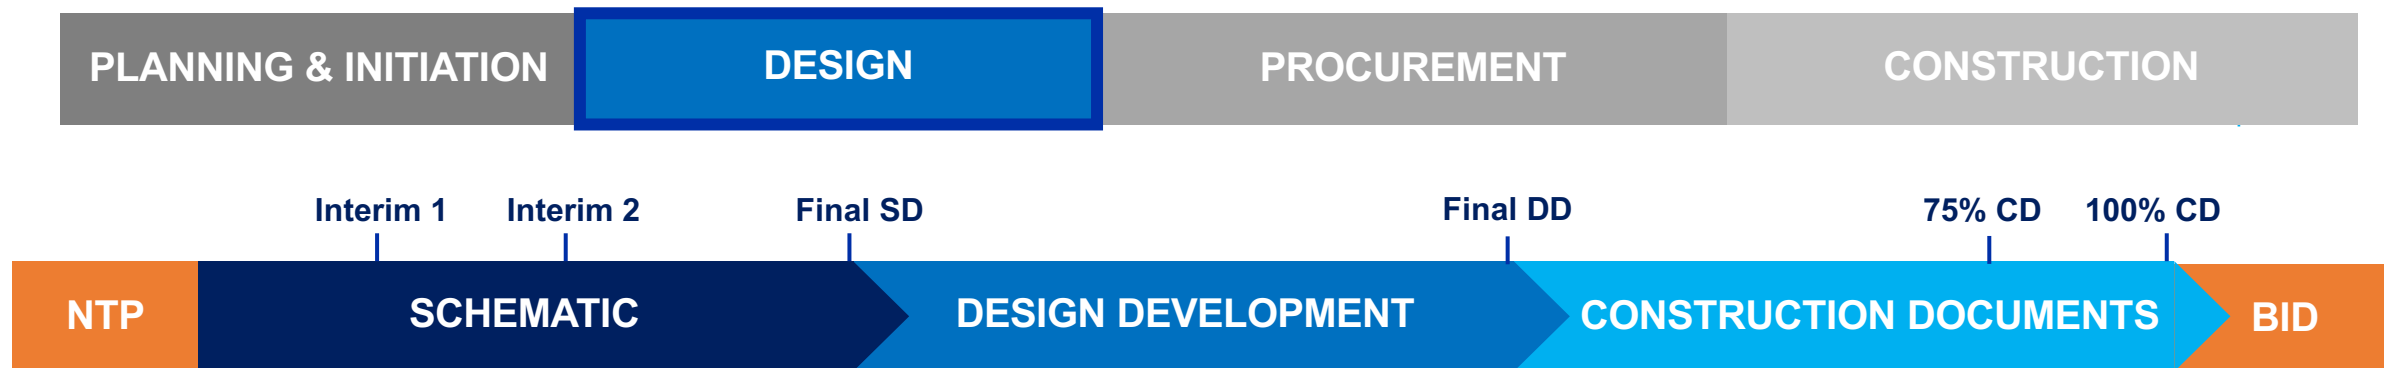 PLANNING & INITIATION
DESIGN
PROCUREMENT
CONSTRUCTION
Interim 1
Interim 2
Final SD
Final DD
75% CD
100% CD
NTP
SCHEMATIC
DESIGN DEVELOPMENT
CONSTRUCTION DOCUMENTS
BID